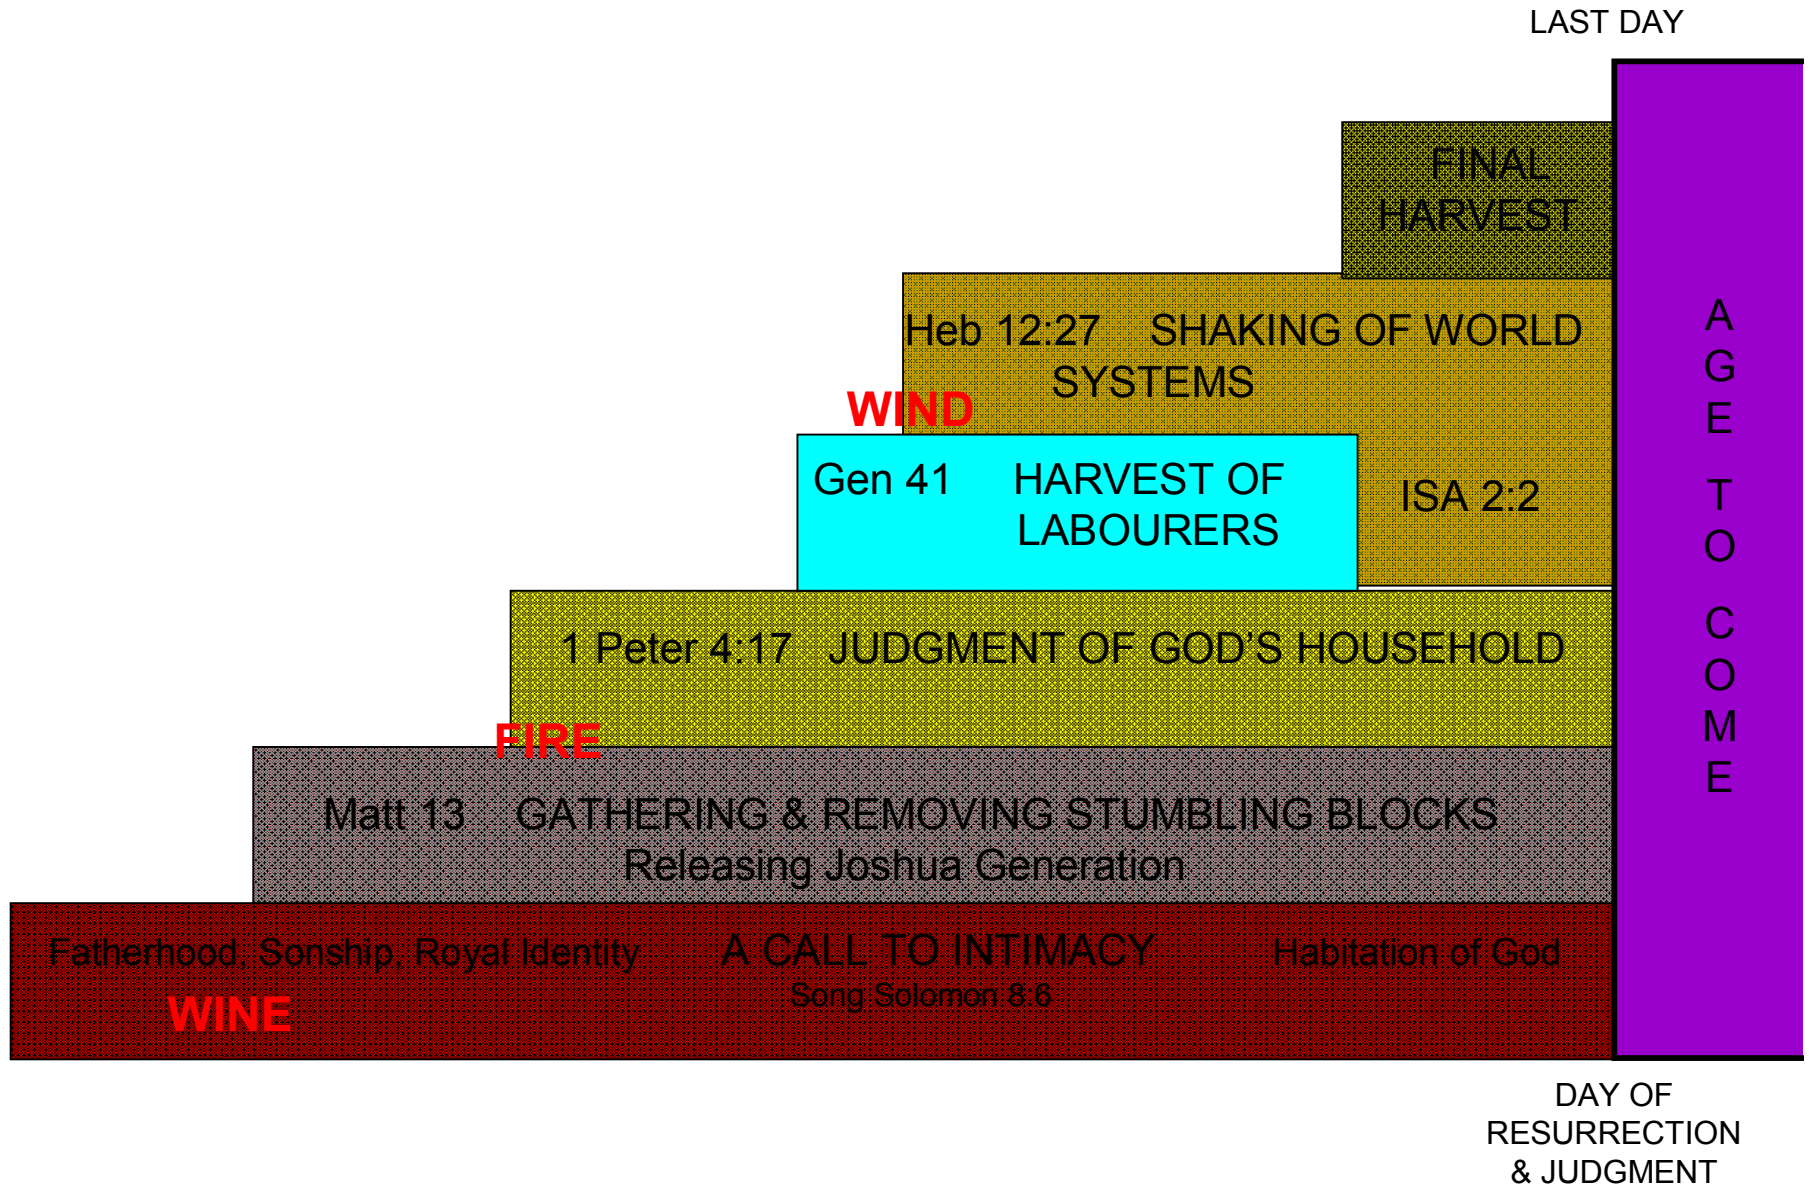 LAST DAY
FINAL
HARVEST
Heb 12:27 SHAKING OF WORLD
SYSTEMS
WIND
Gen 41 HARVEST OF
LABOURERS
ISA 2:2
1 Peter 4:17 JUDGMENT OF GOD’S HOUSEHOLD
FIRE
Matt 13 GATHERING & REMOVING STUMBLING BLOCKS
Releasing Joshua Generation
Fatherhood, Sonship, Royal Identity A CALL TO INTIMACY Habitation of God
Song Solomon 8:6
WINE
A
G
E
T
O
C
O
M
E
DAY OF
RESURRECTION
& JUDGMENT